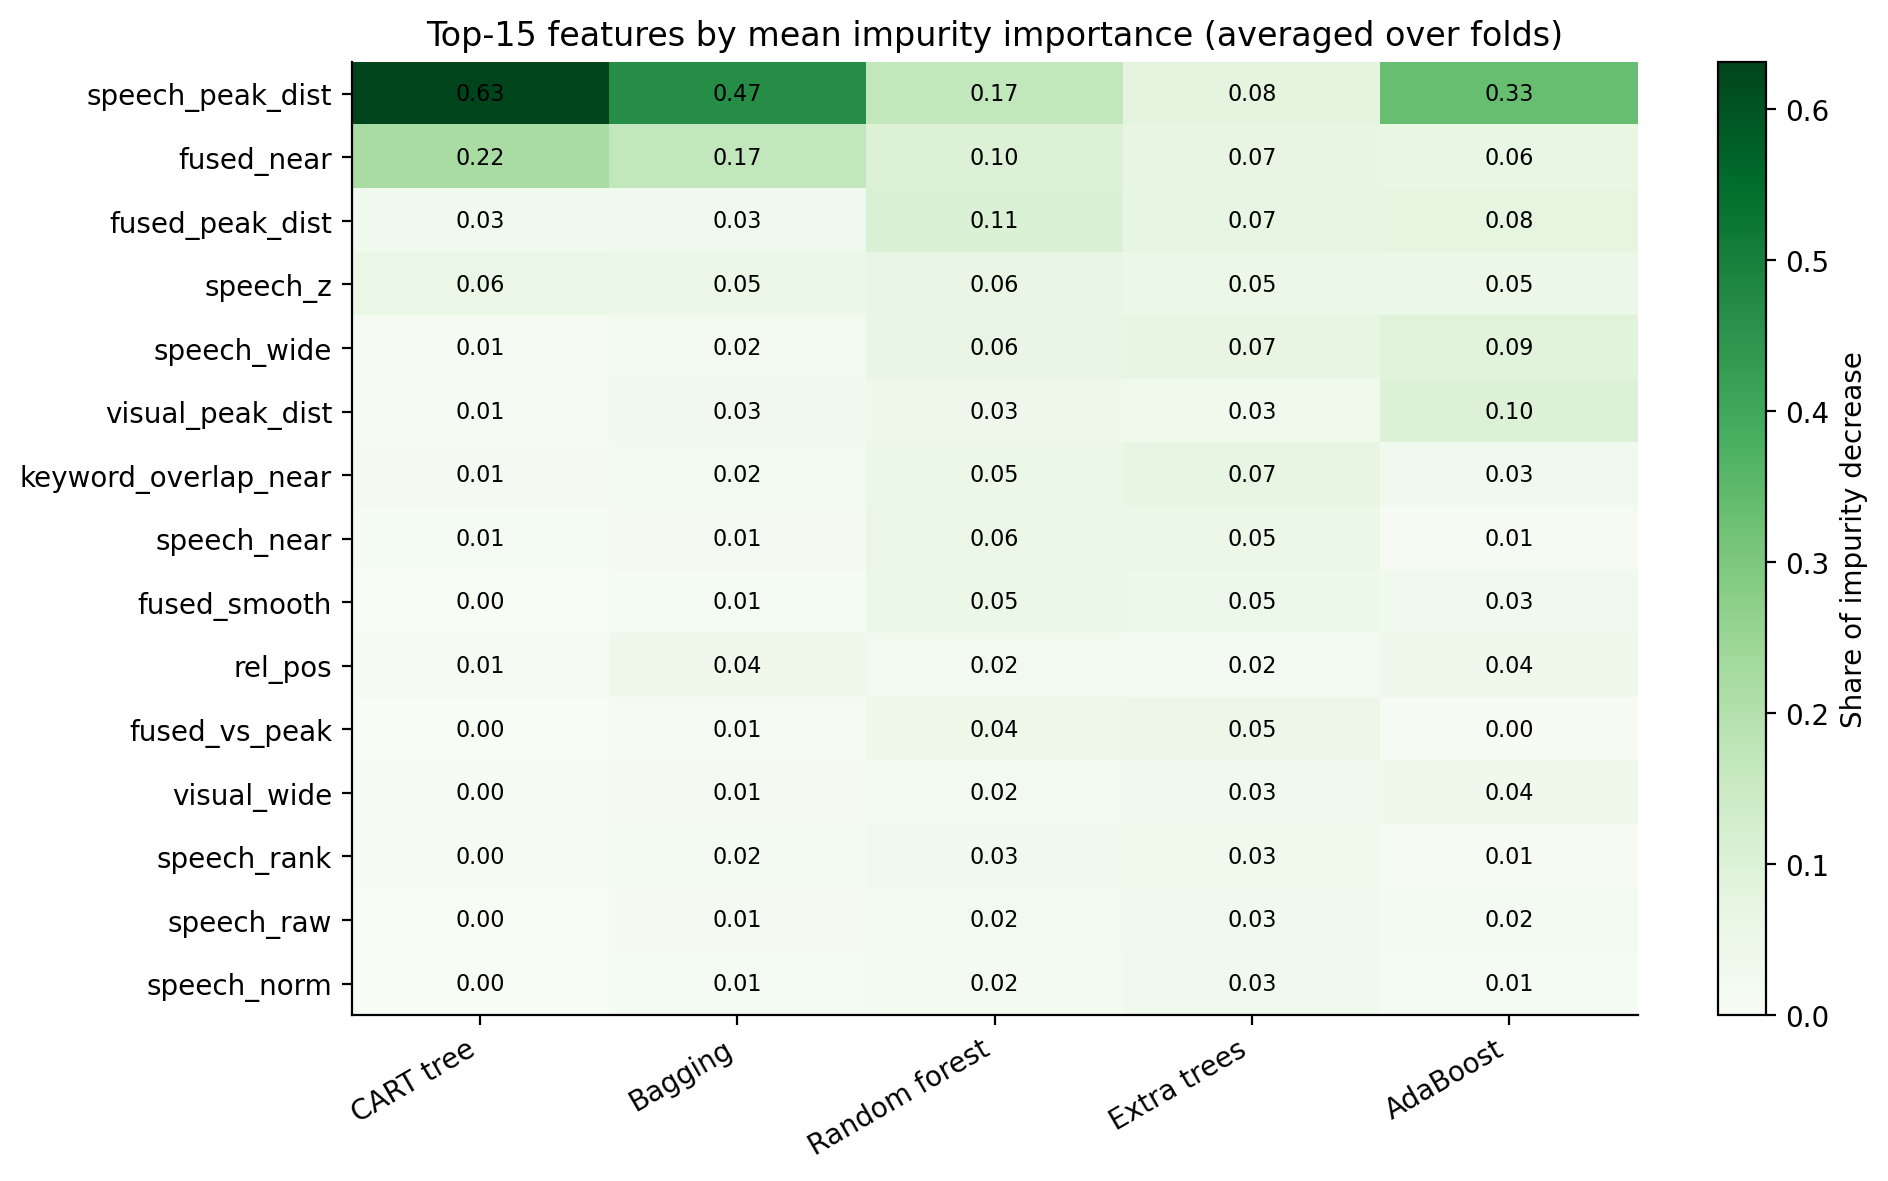 Top-15 features by mean impurity importance (averaged over folds)
speech_peak_dist 0.63 0.47 0.17 0.08 0.33
fused_near 0.22 0.17 0.10 0.07 0.06
fused_peak_dist 0.03 0.03 0.11 0.07 0.08
speech_z 0.06 0.05 0.06 0.05 0.05
speech_wide 0.01 0.02 0.06 0.07 0.09
visual_peak_dist 0.01 0.03 0.03 0.03 0.10
keyword_overlap_near 0.01 0.02 0.05 0.07 0.03
speech_near 0.01 0.01 0.06 0.05 0.01
fused_smooth 0.00 0.01 0.05 0.05 0.03
rel_pos 0.01 0.04 0.02 0.02 0.04
fused_vs_peak 0.00 0.01 0.04 0.05 0.00
visual_wide 0.00 0.01 0.02 0.03 0.04
speech_rank 0.00 0.02 0.03 0.03 0.01
speech_raw 0.00 0.01 0.02 0.03 0.02
speech_norm 0.00 0.01 0.02 0.03 0.01
CART tree Bagging Random forest Extra trees AdaBoost
0.6
0.5
0.4
0.3
0.2
0.1
0.0
Share of impurity decrease